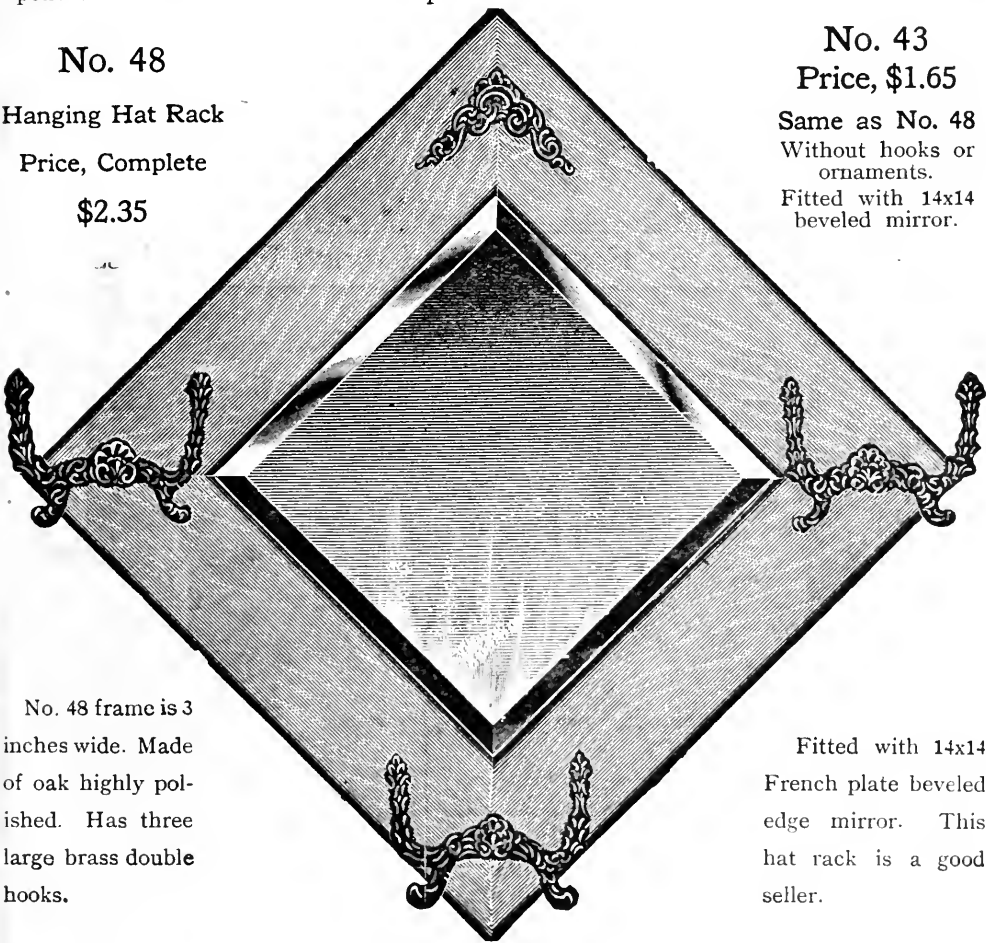 No. 48
Hanging Hat Rack
Price, Complete
$2.35
No. 43
Price, $1.65
Same as No. 48
Without hooks or
ornaments.
Fitted with 14x14
beveled mirror.
No. 48 frame is 3
inches wide. Made
of oak highly pol-
ished. Has three
large brass double
hooks.
Fitted with 14x14
French plate beveled
edge mirror. This
hat rack is a good
seller.